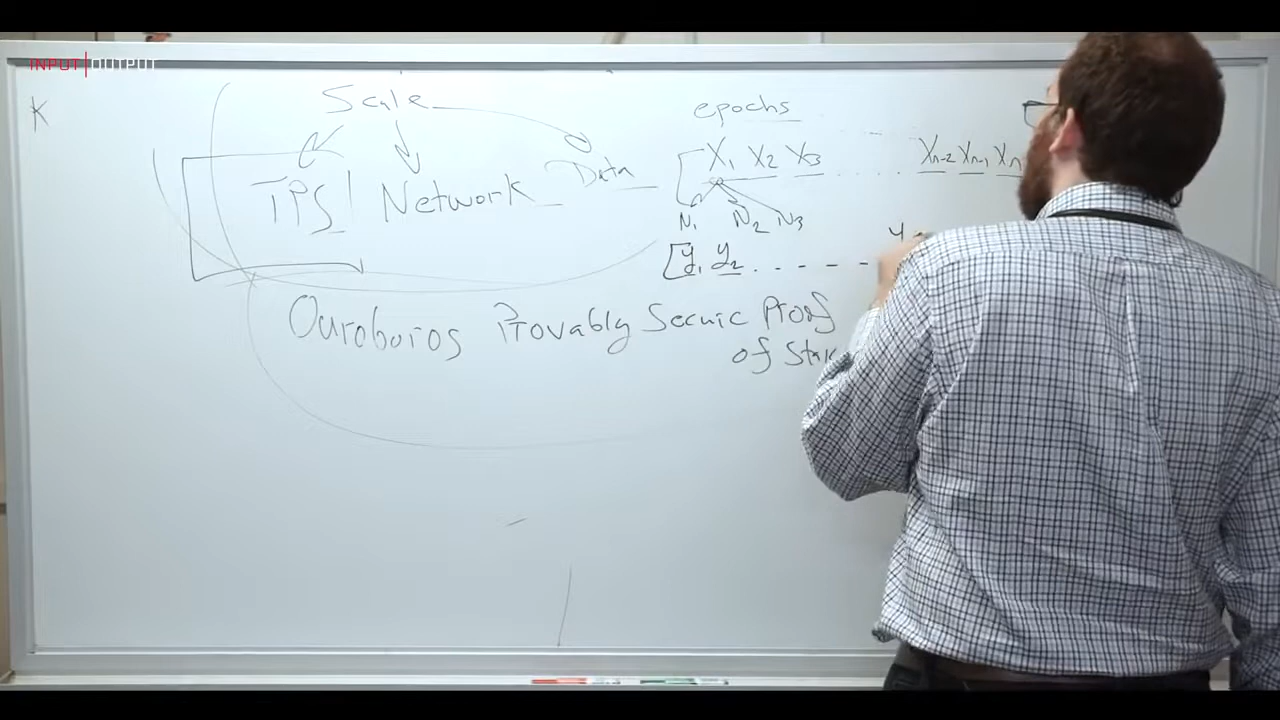 INPUT|OUTPUT
K
Scale
TPS Network Data
epochs
X1 X2 X3 . . . . . Xn-2 Xn-1 Xn
N1 N2 N3
y1 y2 . - - - -
Ouroboros Provably Secure Proof
of